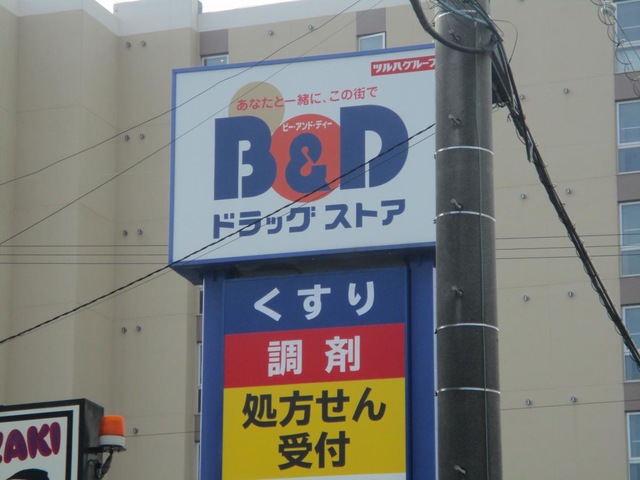 ツルハグループ
あなたと一緒に、この街で
ビー・アンド・ディー
B&D
ドラッグ ストア
くすり
調剤
処方せん
受付
ZAKI